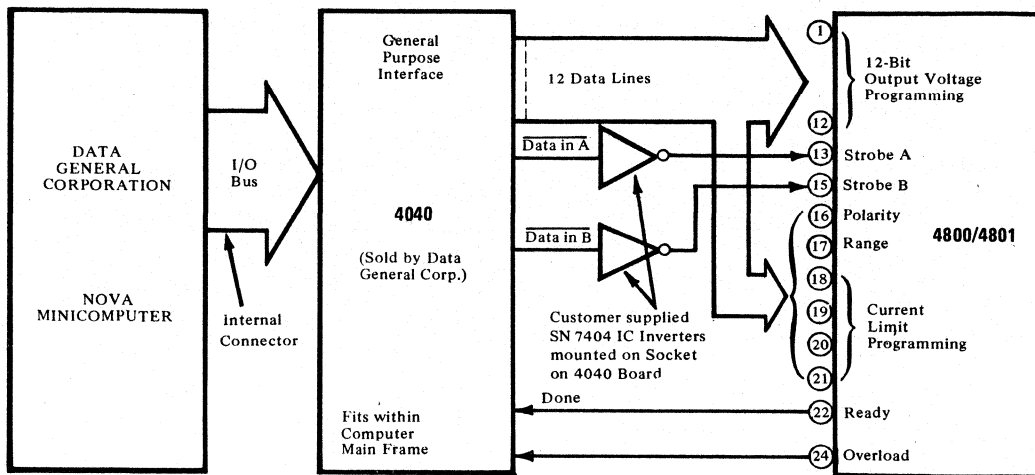 DATA
GENERAL
CORPORATION
NOVA
MINICOMPUTER
I/O
Bus
Internal
Connector
General
Purpose
Interface
4040
(Sold by Data
General Corp.)
Fits within
Computer
Main Frame
12 Data Lines
Data in A
Data in B
Customer supplied
SN 7404 IC Inverters
mounted on Socket
on 4040 Board
Done
1
12-Bit
Output Voltage
Programming
12
13 Strobe A
15 Strobe B
16 Polarity
17 Range
4800/4801
18
19
20
21
Current
Limit
Programming
22 Ready
24 Overload